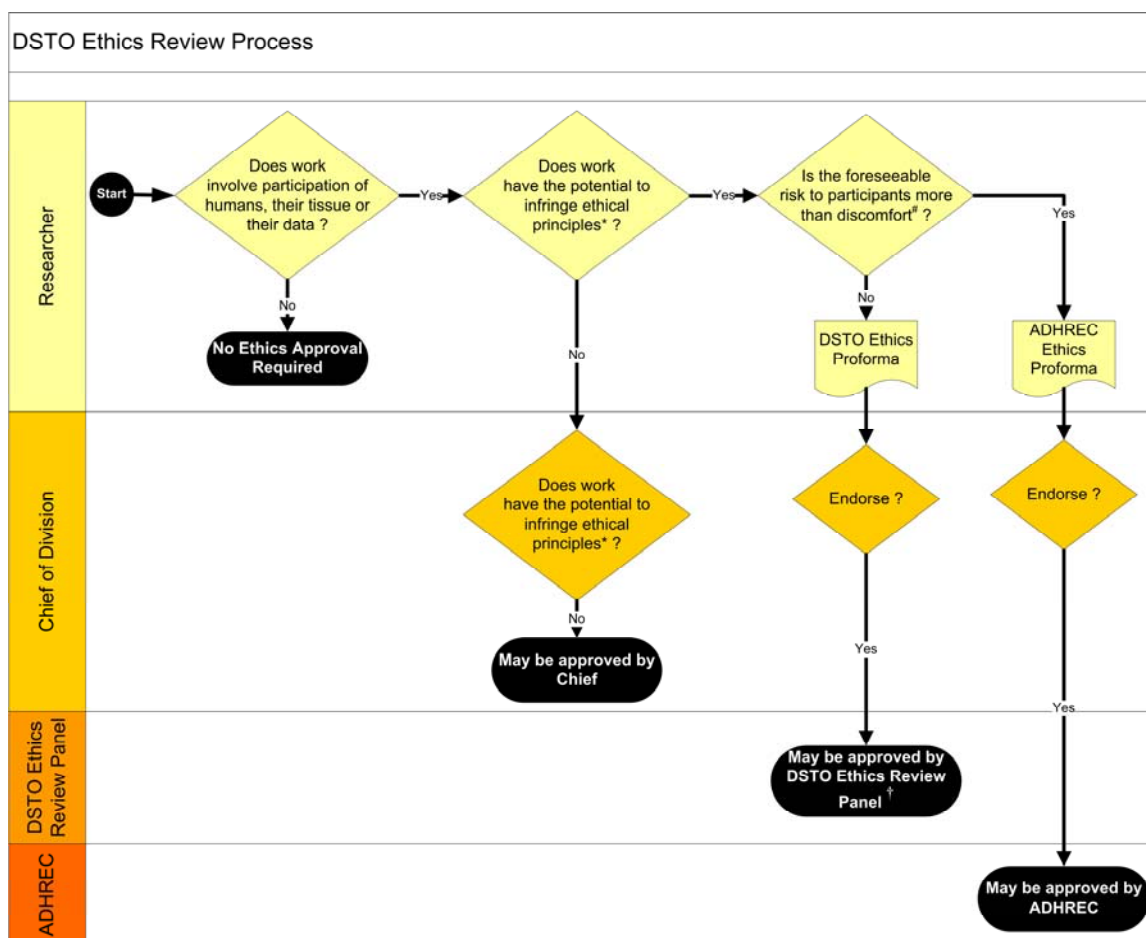 DSTO Ethics Review Process
Researcher
Start
Does work
involve participation of
humans, their tissue or
their data ?
Yes
No
No Ethics Approval
Required
Does work
have the potential to
infringe ethical
principles* ?
Yes
No
Is the foreseeable
risk to participants more
than discomfort# ?
Yes
No
DSTO Ethics
Proforma
ADHREC
Ethics
Proforma
Chief of Division
Does work
have the potential to
infringe ethical
principles* ?
No
May be approved by
Chief
Endorse ?
Yes
Endorse ?
Yes
DSTO Ethics
Review Panel
May be approved by
DSTO Ethics Review
Panel †
ADHREC
May be approved by
ADHREC